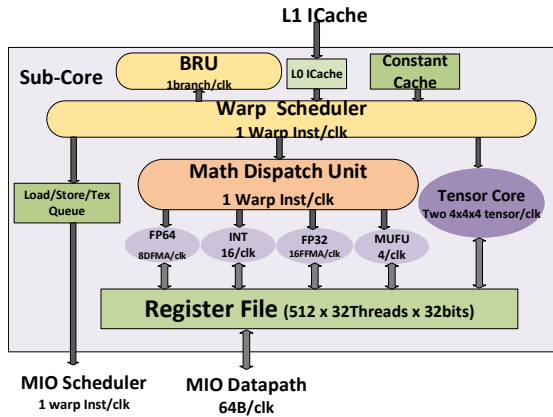 L1 ICache
Sub-Core
BRU
1branch/clk
L0 ICache
Constant
Cache
Warp Scheduler
1 Warp Inst/clk
Load/Store/Tex
Queue
Math Dispatch Unit
1 Warp Inst/clk
Tensor Core
Two 4x4x4 tensor/clk
FP64
8DFMA/clk
INT
16/clk
FP32
16FFMA/clk
MUFU
4/clk
Register File (512 x 32Threads x 32bits)
MIO Scheduler
1 warp Inst/clk
MIO Datapath
64B/clk